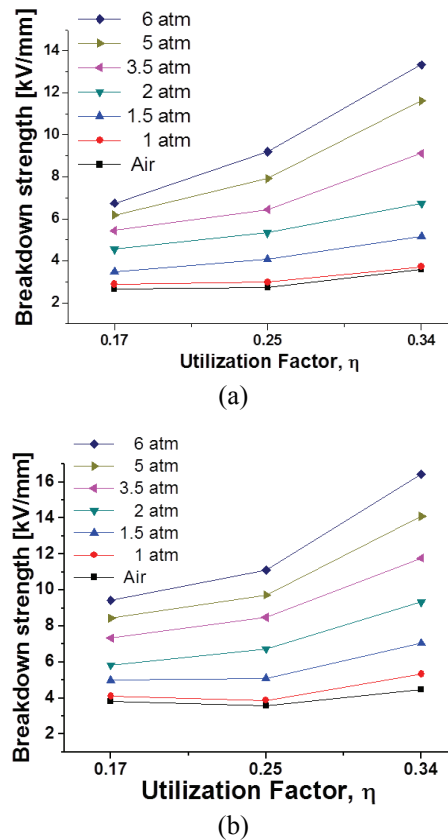 6 atm
5 atm
3.5 atm
2 atm
1.5 atm
1 atm
Air
Breakdown strength [kV/mm]
14
12
10
8
6
4
2
0.17
0.25
0.34
Utilization Factor, η
(a)
6 atm
5 atm
3.5 atm
2 atm
1.5 atm
1 atm
Air
Breakdown strength [kV/mm]
16
14
12
10
8
6
4
2
0.17
0.25
0.34
Utilization Factor, η
(b)